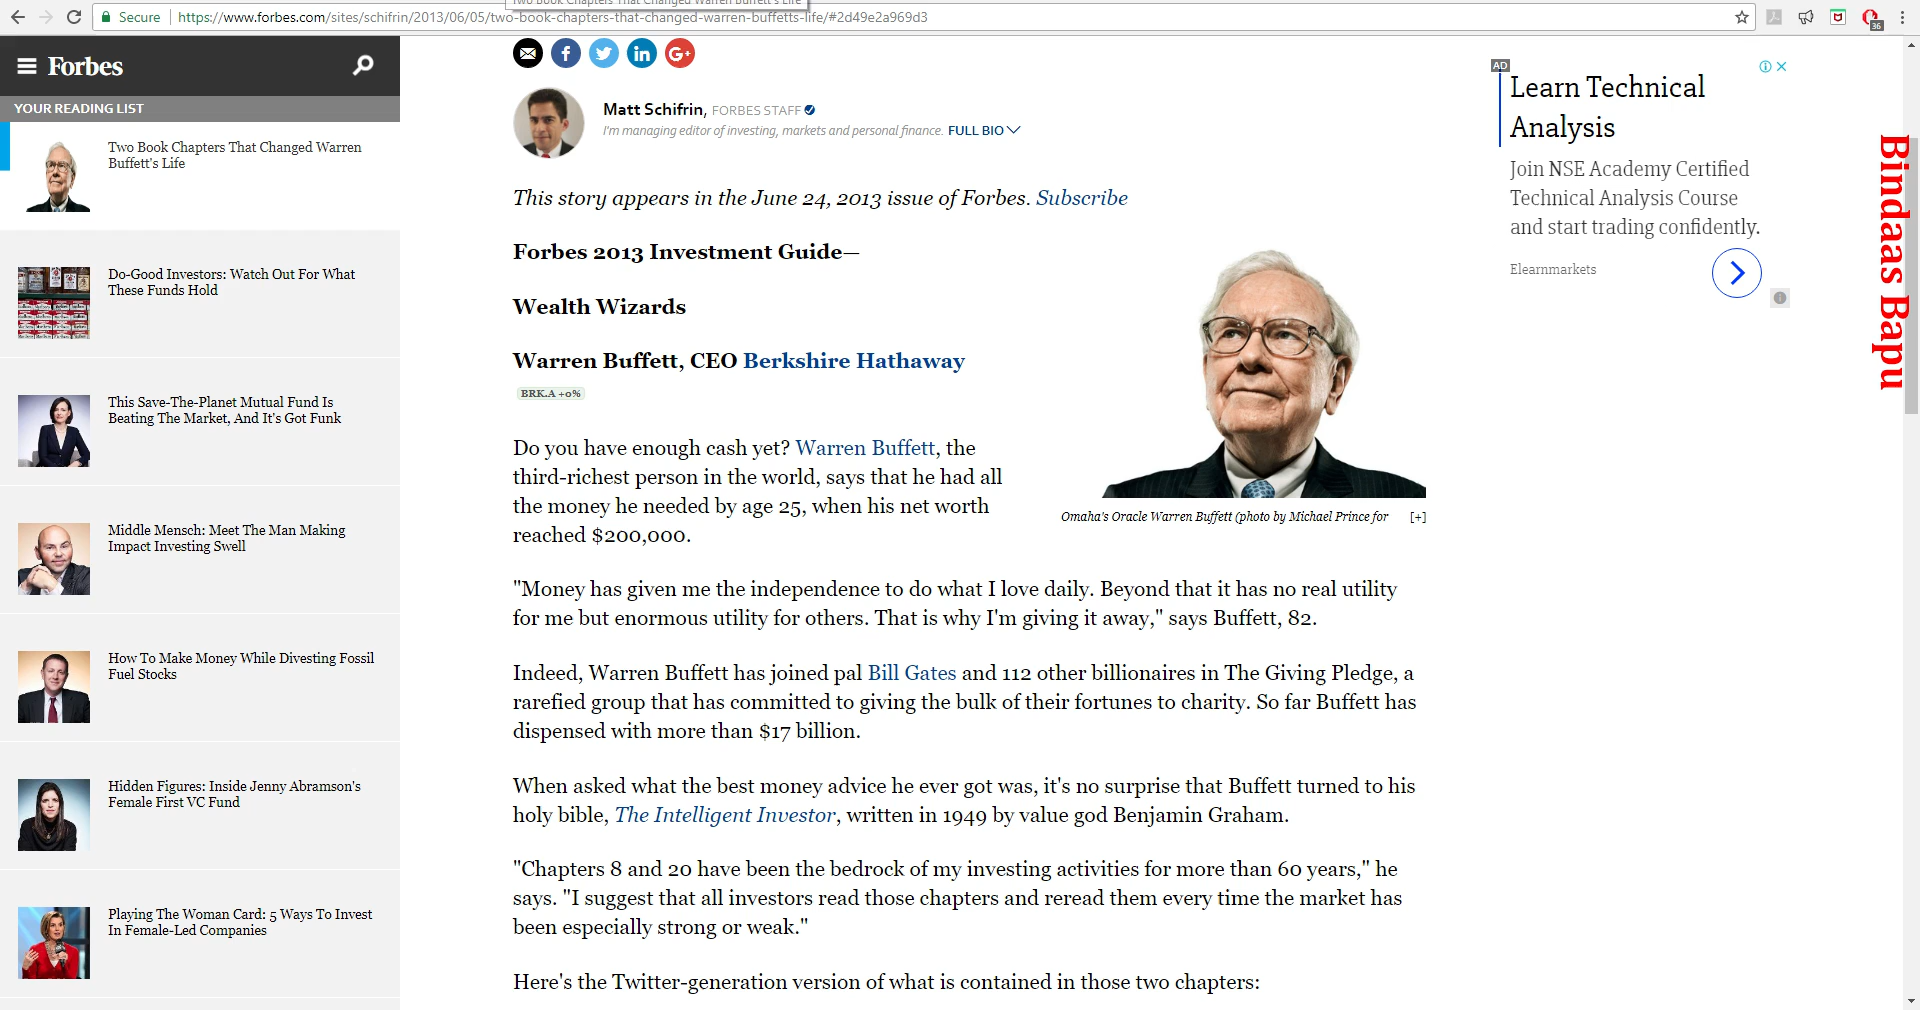 Two Book Chapters That Changed Warren Buffett's Life
Secure
https://www.forbes.com/sites/schifrin/2013/06/05/two-book-chapters-that-changed-warren-buffetts-life/#2d49e2a969d3
36
Forbes
YOUR READING LIST
Two Book Chapters That Changed Warren
Buffett's Life
Do-Good Investors: Watch Out For What
These Funds Hold
This Save-The-Planet Mutual Fund Is
Beating The Market, And It's Got Funk
Middle Mensch: Meet The Man Making
Impact Investing Swell
How To Make Money While Divesting Fossil
Fuel Stocks
Hidden Figures: Inside Jenny Abramson's
Female First VC Fund
Playing The Woman Card: 5 Ways To Invest
In Female-Led Companies
f
in
G+
Matt Schifrin, FORBES STAFF
I'm managing editor of investing, markets and personal finance. FULL BIO
This story appears in the June 24, 2013 issue of Forbes. Subscribe
Forbes 2013 Investment Guide—
Wealth Wizards
Warren Buffett, CEO Berkshire Hathaway
BRK.A +0%
Do you have enough cash yet? Warren Buffett, the
third-richest person in the world, says that he had all
the money he needed by age 25, when his net worth
reached $200,000.
Omaha's Oracle Warren Buffett (photo by Michael Prince for [+]
"Money has given me the independence to do what I love daily. Beyond that it has no real utility
for me but enormous utility for others. That is why I'm giving it away," says Buffett, 82.
Indeed, Warren Buffett has joined pal Bill Gates and 112 other billionaires in The Giving Pledge, a
rarefied group that has committed to giving the bulk of their fortunes to charity. So far Buffett has
dispensed with more than $17 billion.
When asked what the best money advice he ever got was, it's no surprise that Buffett turned to his
holy bible, The Intelligent Investor, written in 1949 by value god Benjamin Graham.
"Chapters 8 and 20 have been the bedrock of my investing activities for more than 60 years," he
says. "I suggest that all investors read those chapters and reread them every time the market has
been especially strong or weak."
Here's the Twitter-generation version of what is contained in those two chapters:
AD
Learn Technical
Analysis
Join NSE Academy Certified
Technical Analysis Course
and start trading confidently.
Elearnmarkets
Bindaas Bapu